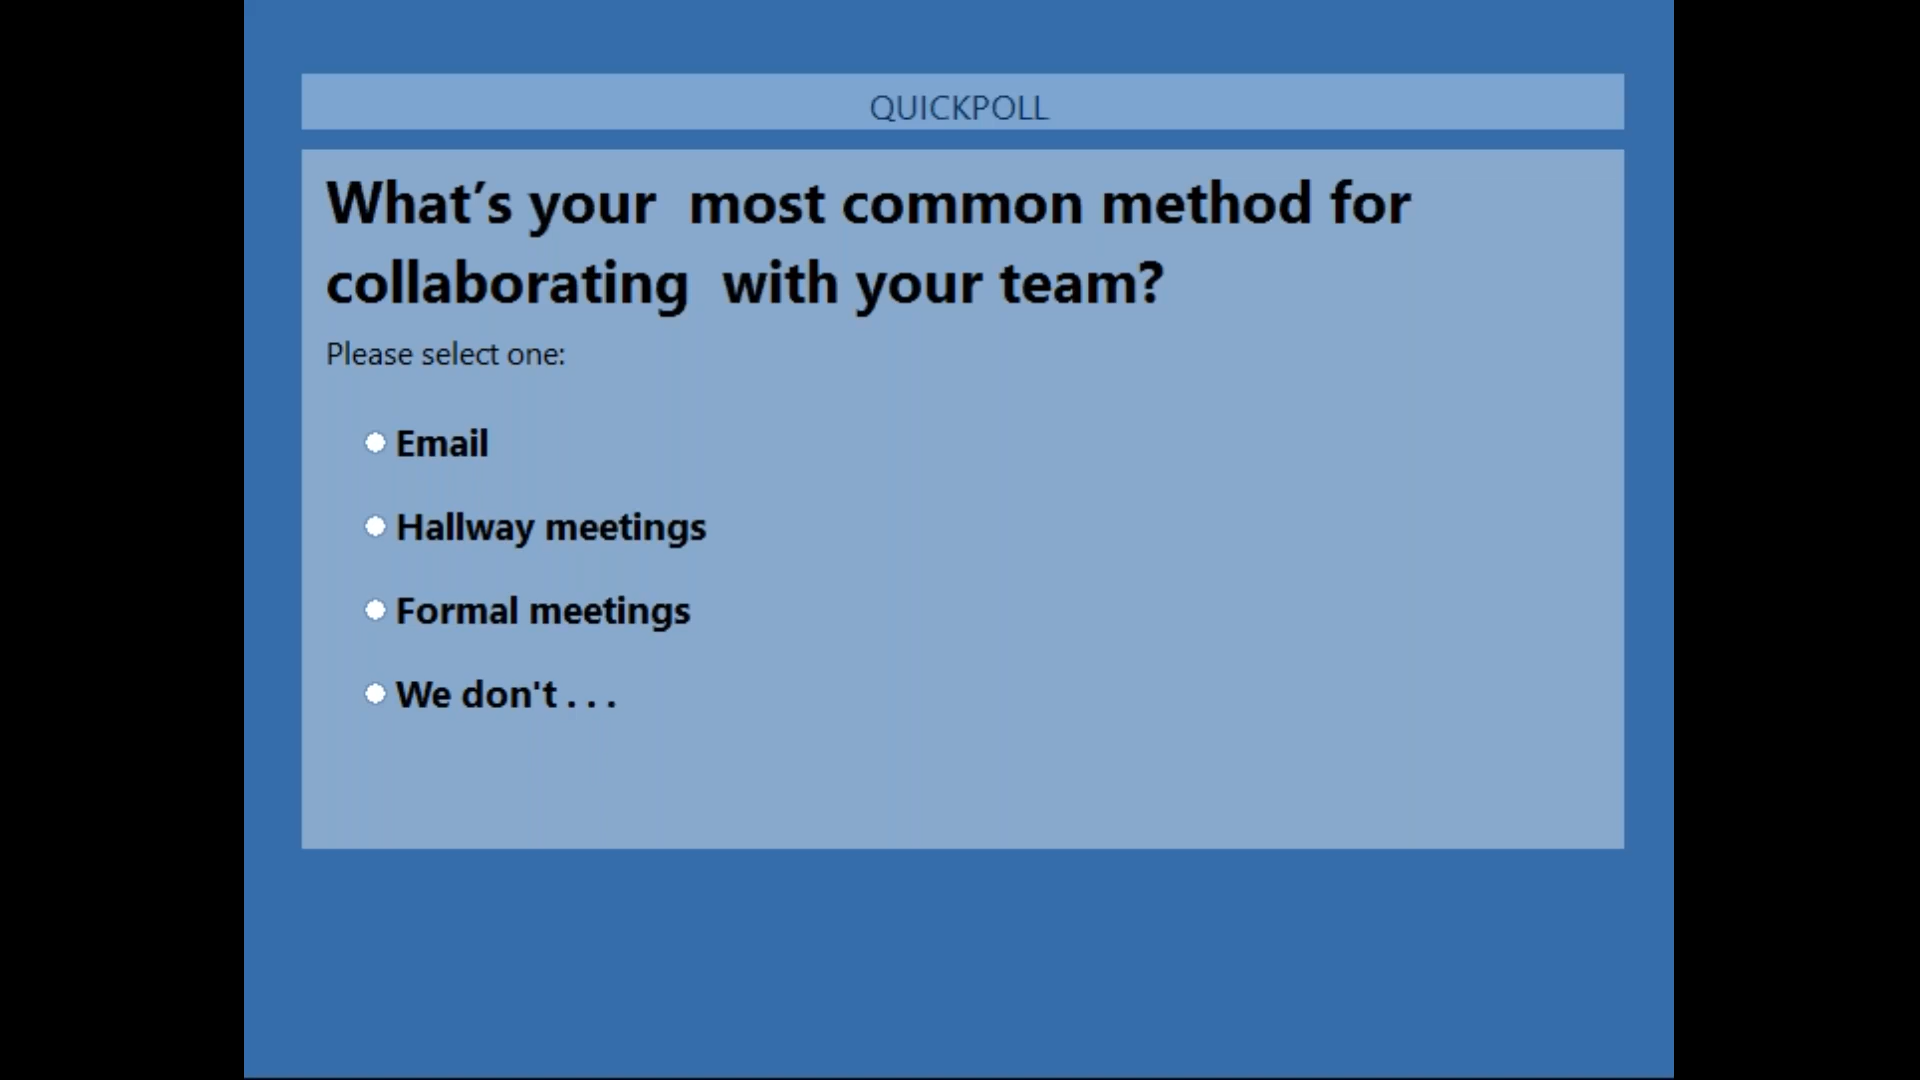 QUICKPOLL
What’s your  most common method for
collaborating  with your team?
Please select one:
Email
Hallway meetings
Formal meetings
We don't . . .